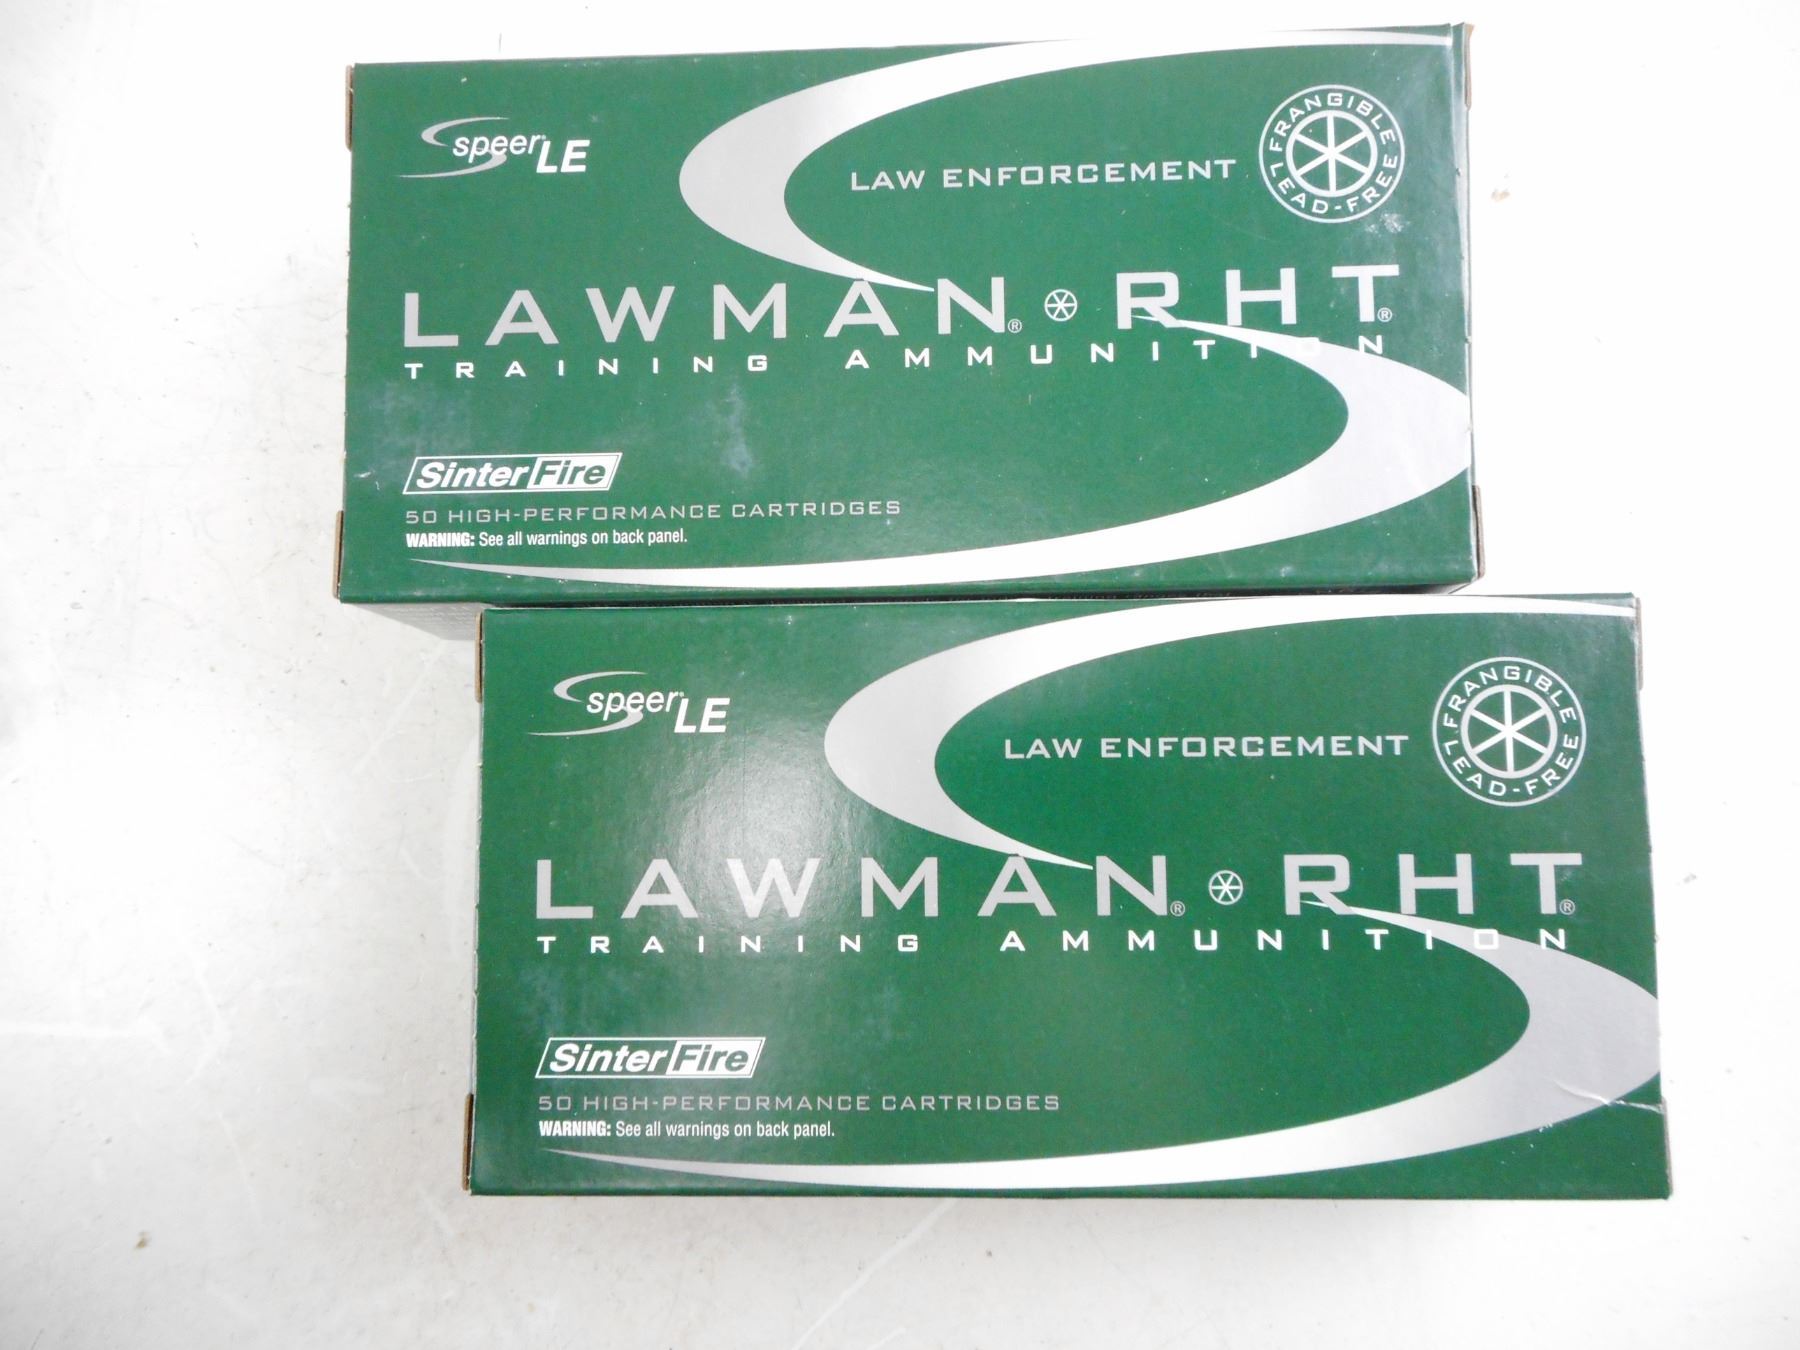 speer LE
LAW ENFORCEMENT
FRANGIBLE
LEAD-FREE
LAWMAN® RHT®
TRAINING AMMUNITION
SinterFire
50 HIGH-PERFORMANCE CARTRIDGES
WARNING: See all warnings on back panel.
speer LE
LAW ENFORCEMENT
FRANGIBLE
LEAD-FREE
LAWMAN® RHT®
TRAINING AMMUNITION
SinterFire
50 HIGH-PERFORMANCE CARTRIDGES
WARNING: See all warnings on back panel.